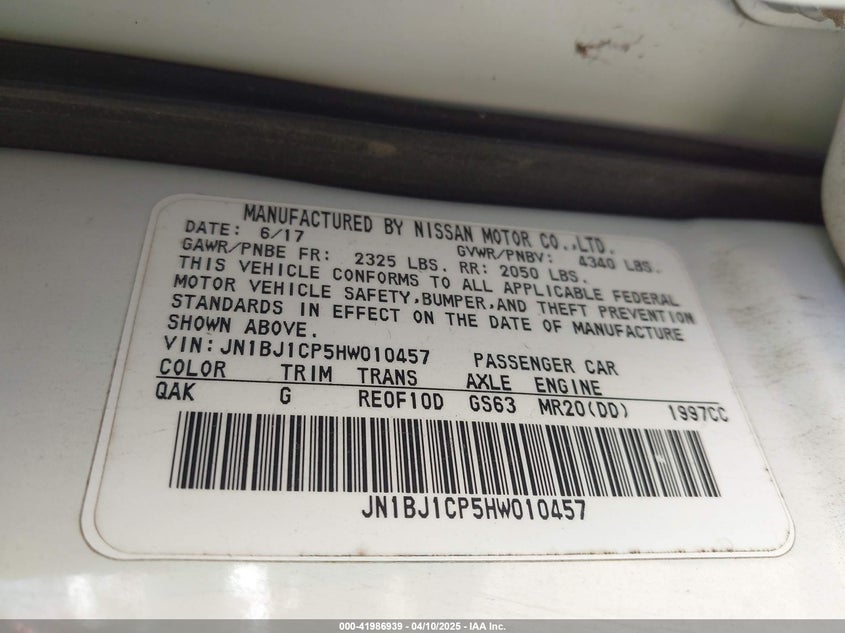 MANUFACTURED BY NISSAN MOTOR CO.,LTD.
DATE: 6/17 GVWR/PNBV: 4340 LBS.
GAWR/PNBE FR: 2325 LBS. RR: 2050 LBS.
THIS VEHICLE CONFORMS TO ALL APPLICABLE FEDERAL
MOTOR VEHICLE SAFETY,BUMPER,AND THEFT PREVENTION
STANDARDS IN EFFECT ON THE DATE OF MANUFACTURE
SHOWN ABOVE.
VIN: JN1BJ1CP5HW010457 PASSENGER CAR
COLOR TRIM TRANS AXLE ENGINE
QAK G RE0F10D GS63 MR20(DD) 1997CC
JN1BJ1CP5HW010457
000-41986939 / 04/10/2025 - IAA Inc.